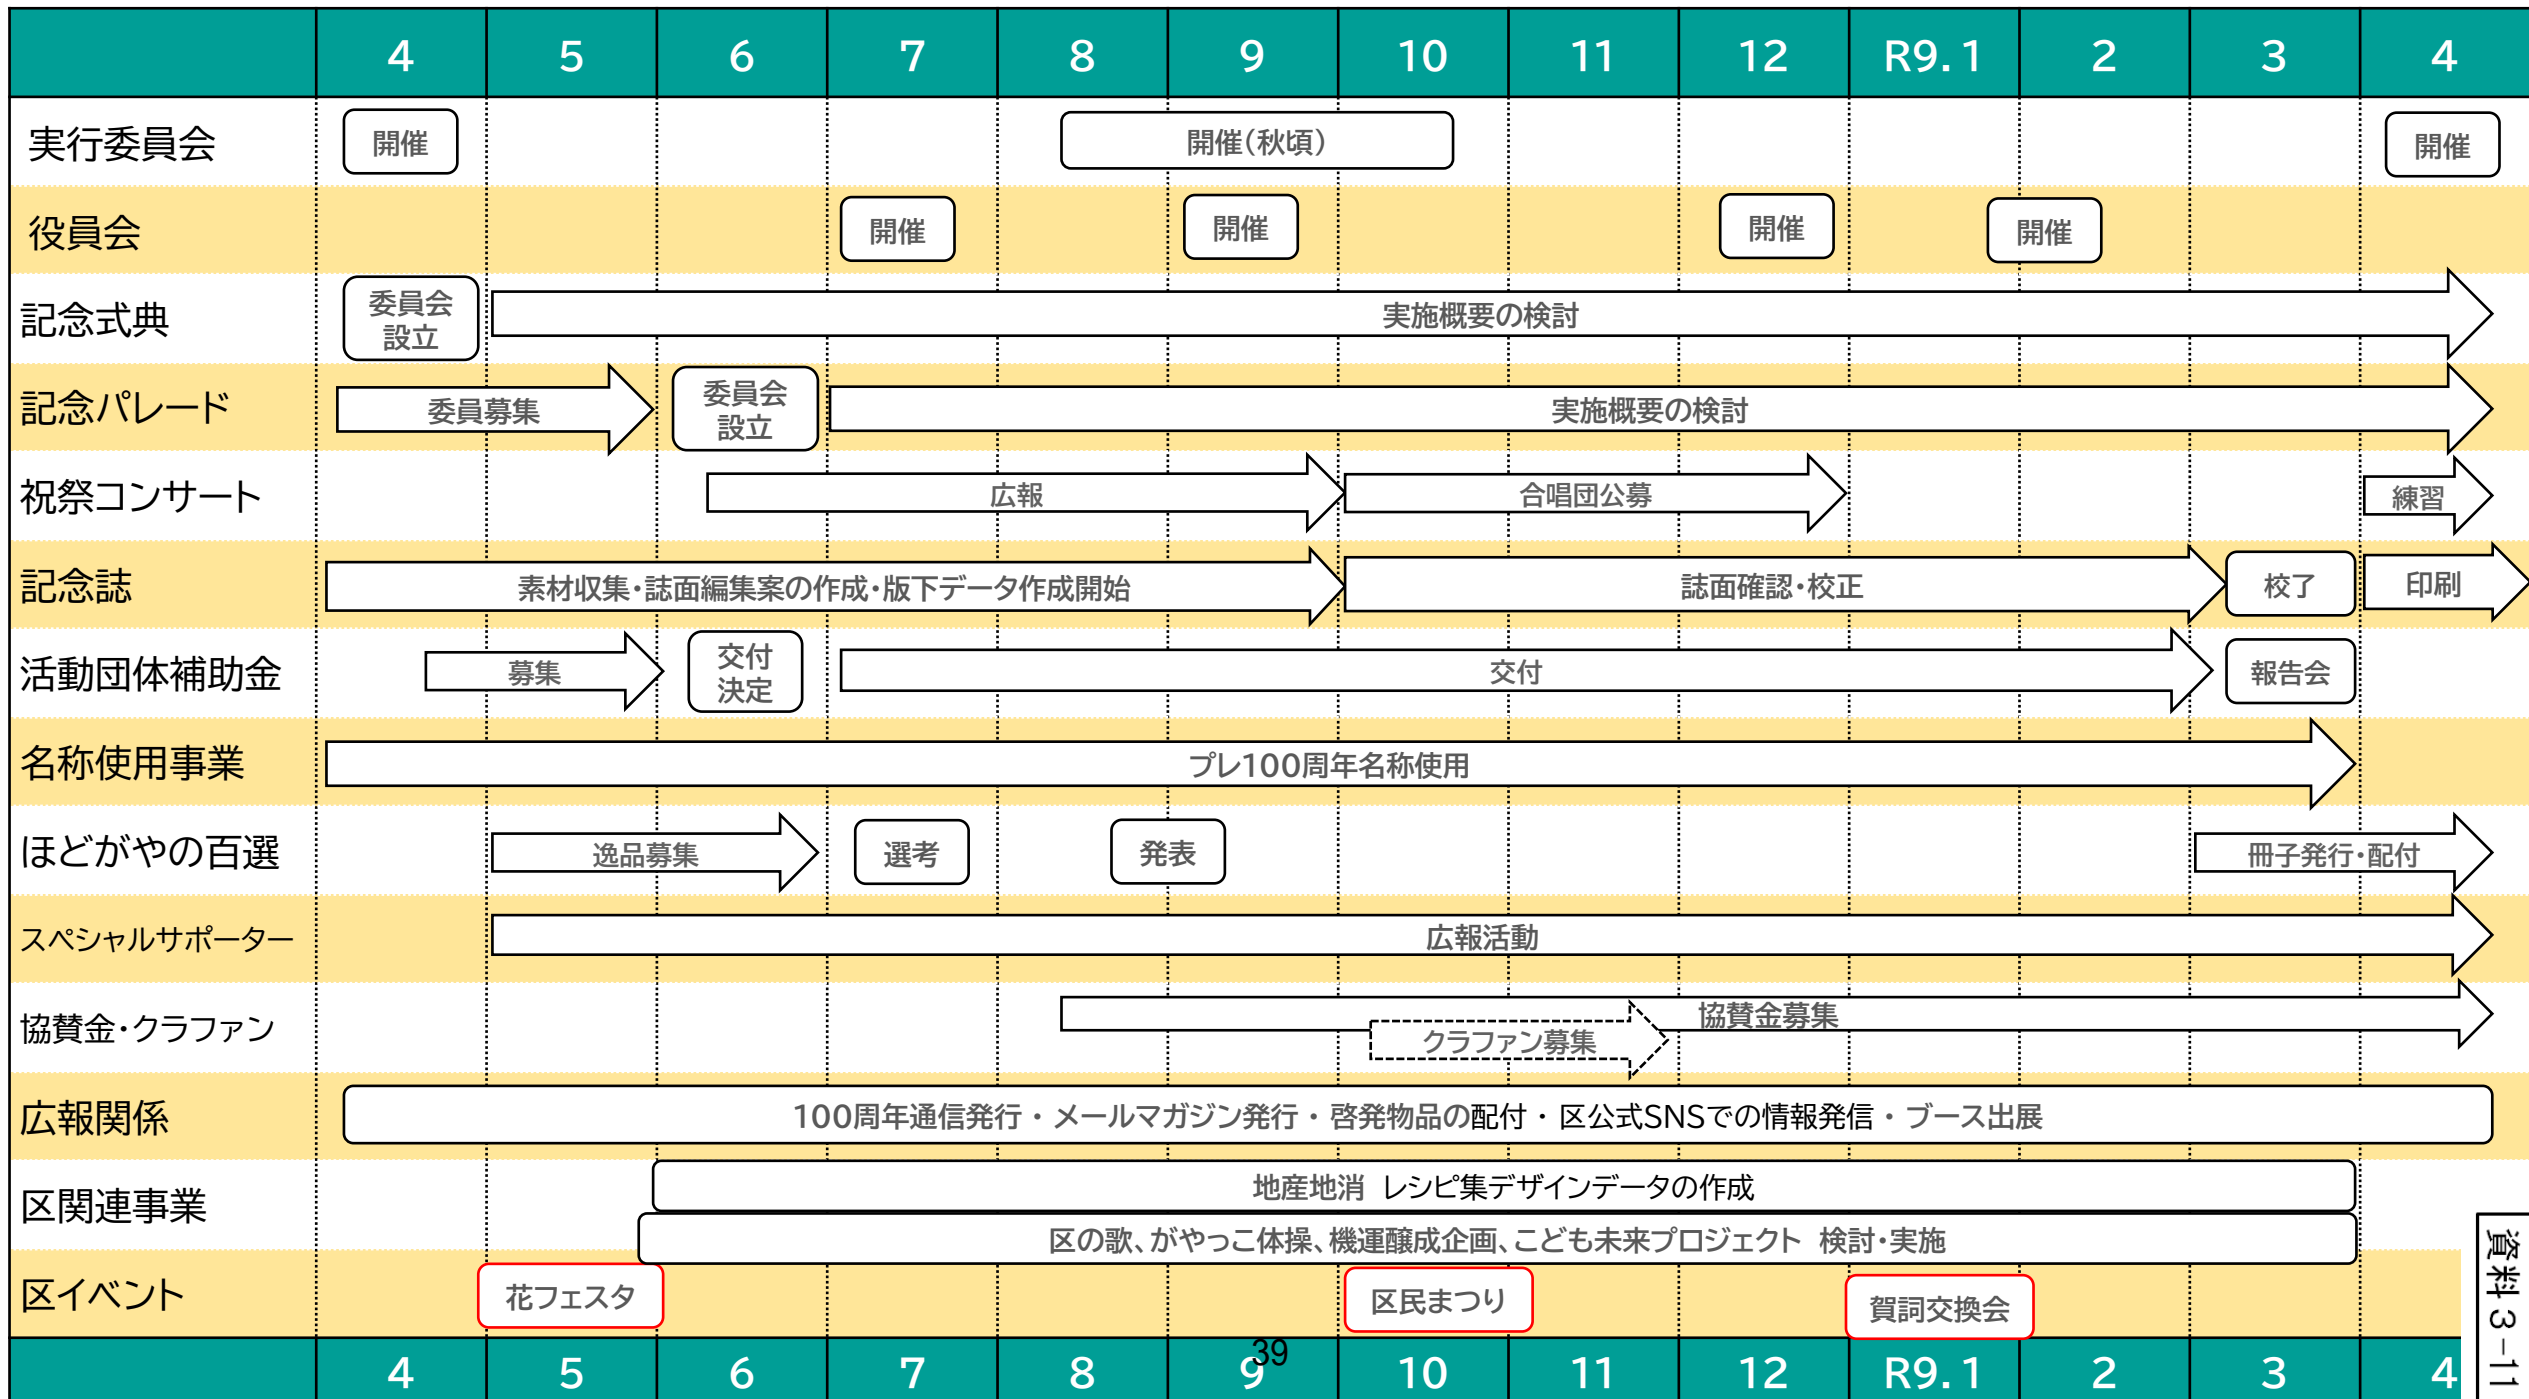 4 5 6 7 8 9 10 11 12 R9.1 2 3 4
実行委員会 開催 開催(秋頃) 開催
役員会 開催 開催 開催 開催
記念式典 委員会 実施概要の検討
設立
記念パレード 委員募集 委員会 実施概要の検討
設立
祝祭コンサート 広報 合唱団公募 練習
記念誌 素材収集・誌面編集案の作成・版下データ作成開始 誌面確認・校正 校了 印刷
活動団体補助金 募集 交付 交付 報告会
決定
名称使用事業 プレ100周年名称使用
ほどがやの百選 逸品募集 選考 発表 冊子発行・配付
スペシャルサポーター 広報活動
協賛金・クラファン 協賛金募集
クラファン募集
広報関係 100周年通信発行・メールマガジン発行・啓発物品の配付・区公式SNSでの情報発信・ブース出展
区関連事業 地産地消 レシピ集デザインデータの作成
区の歌、がやっこ体操、機運醸成企画、こども未来プロジェクト 検討・実施
区イベント 花フェスタ 区民まつり 賀詞交換会
4 5 6 7 8 9 10 11 12 R9.1 2 3 4
39
資料3-11